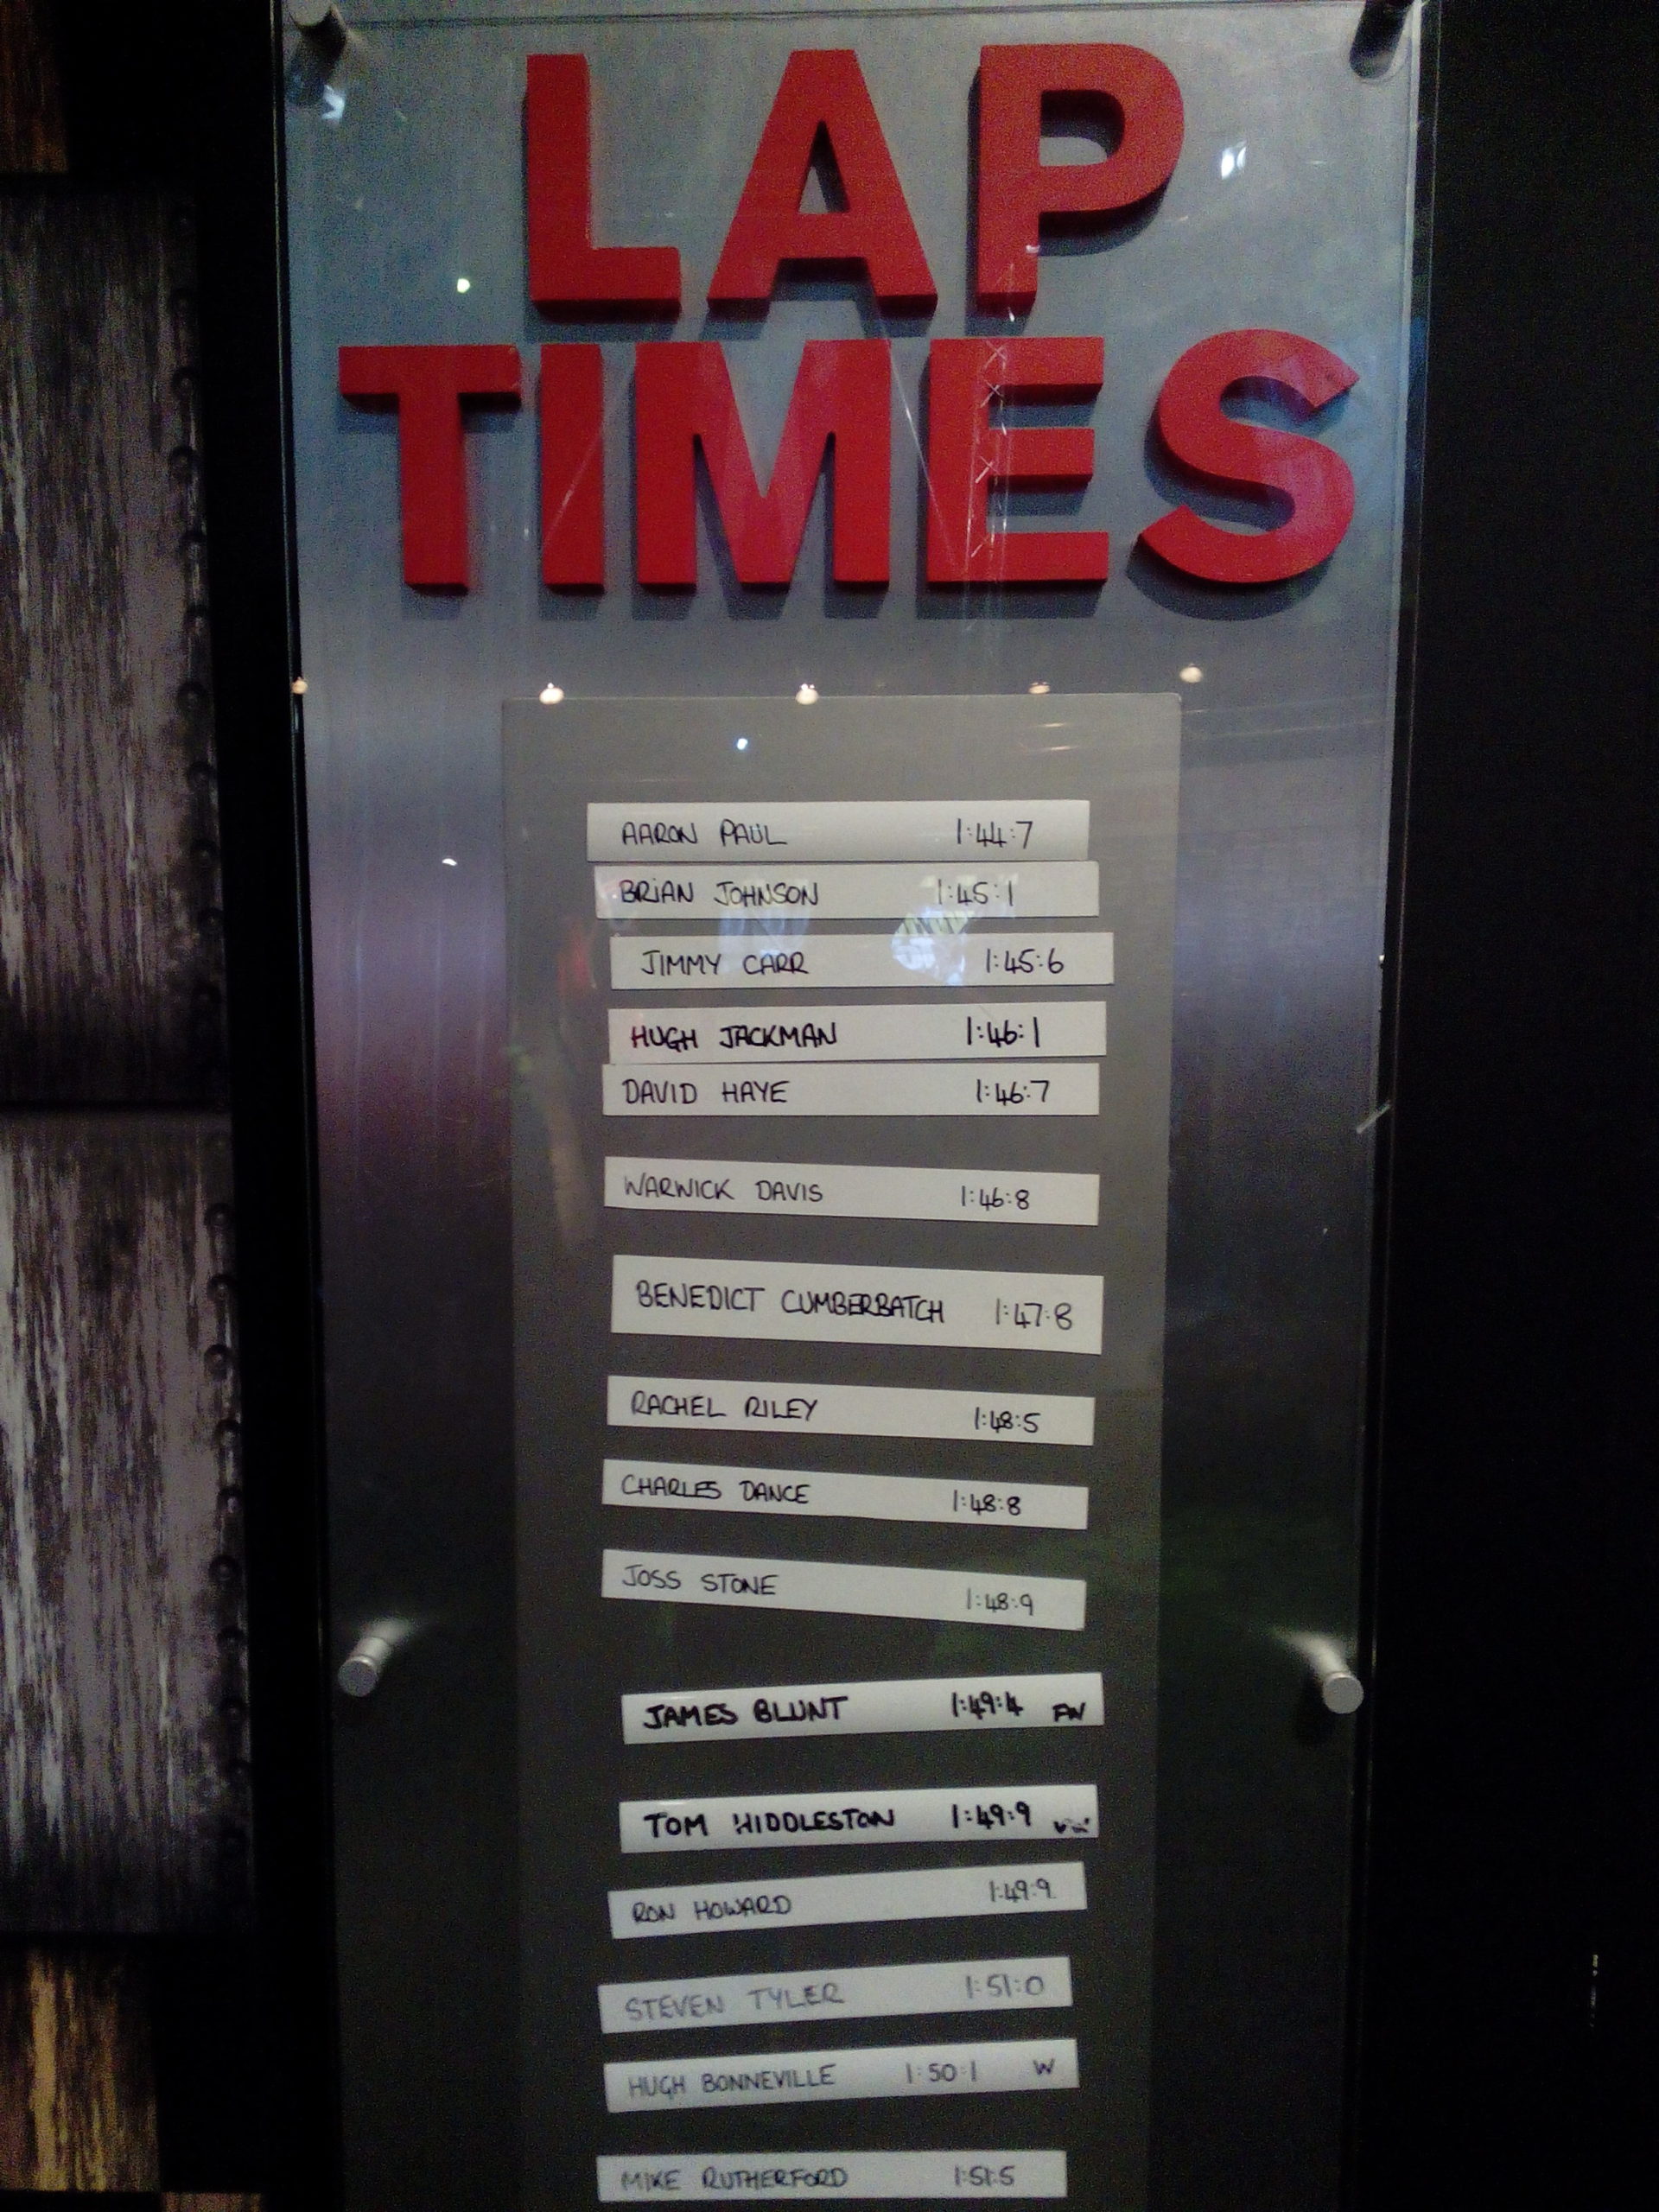 LAP
TIMES
AARON PAUL 1:44:7
BRIAN JOHNSON 1:45:1
JIMMY CARR 1:45:6
HUGH JACKMAN 1:46:1
DAVID HAYE 1:46:7
WARWICK DAVIS 1:46:8
BENEDICT CUMBERBATCH 1:47:8
RACHEL RILEY 1:48:5
CHARLES DANCE 1:48:8
JOSS STONE 1:48:9
JAMES BLUNT 1:49:4
TOM HIDDLESTON 1:49:9
RON HOWARD 1:49:9
STEVEN TYLER 1:51:0
HUGH BONNEVILLE 1:50:1 W
MIKE RUTHERFORD 1:51:5